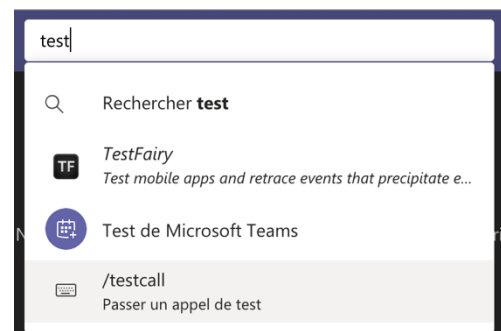 test
Rechercher test
TF
TestFairy
Test mobile apps and retrace events that precipitate e...
Test de Microsoft Teams
/testcall
Passer un appel de test